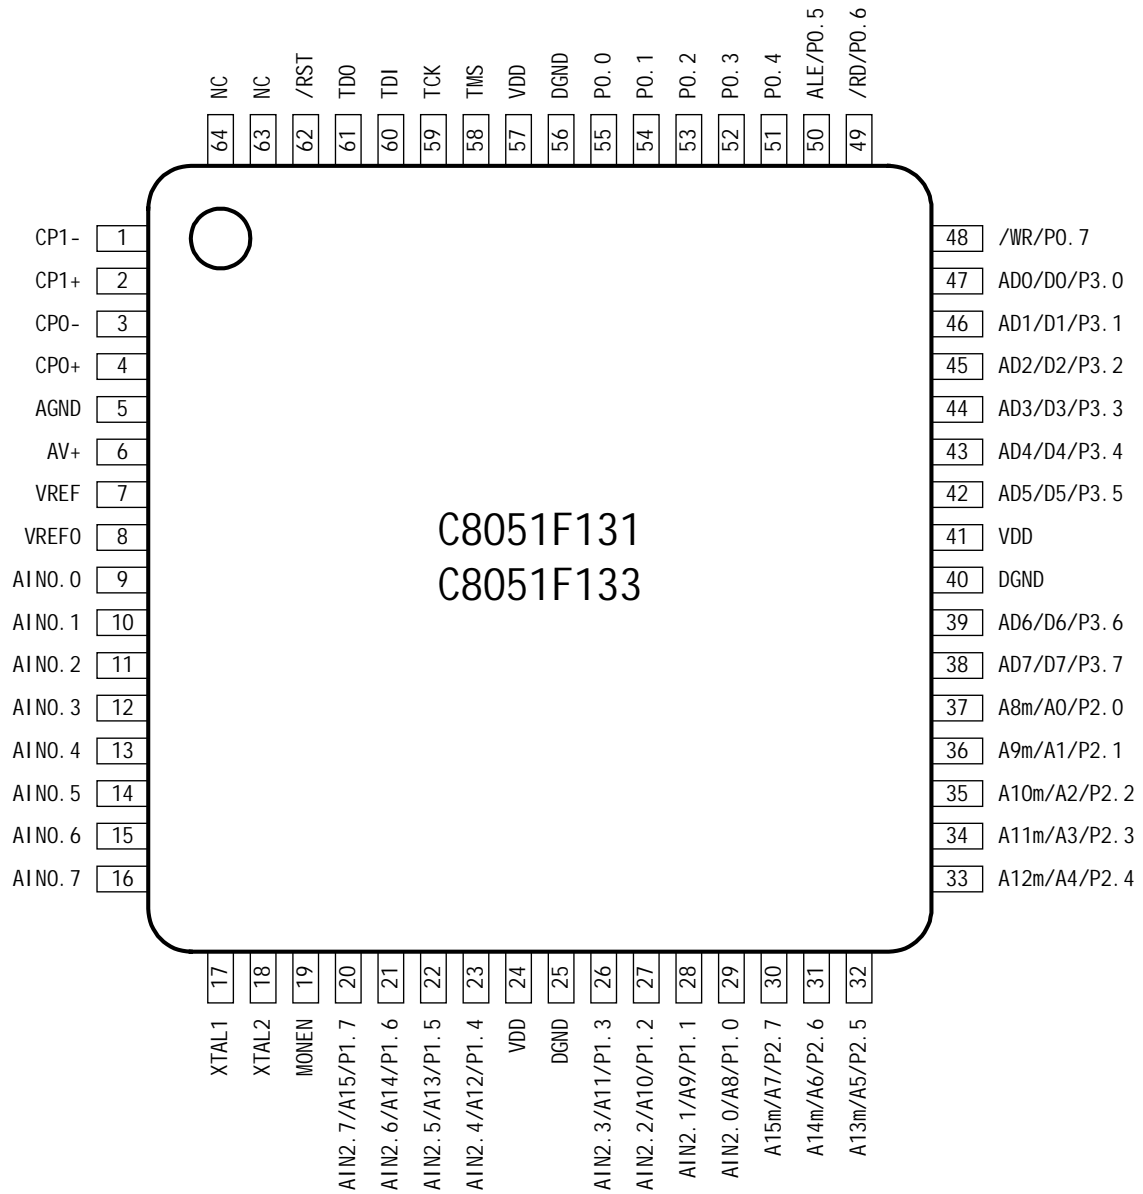 NC
NC
/RST
TDO
TDI
TCK
TMS
VDD
DGND
P0.0
P0.1
P0.2
P0.3
P0.4
ALE/P0.5
/RD/P0.6
64
63
62
61
60
59
58
57
56
55
54
53
52
51
50
49
CP1- 1
CP1+ 2
CP0- 3
CP0+ 4
AGND 5
AV+ 6
VREF 7
VREF0 8
AIN0.0 9
AIN0.1 10
AIN0.2 11
AIN0.3 12
AIN0.4 13
AIN0.5 14
AIN0.6 15
AIN0.7 16
C8051F131
C8051F133
48 /WR/P0.7
47 AD0/D0/P3.0
46 AD1/D1/P3.1
45 AD2/D2/P3.2
44 AD3/D3/P3.3
43 AD4/D4/P3.4
42 AD5/D5/P3.5
41 VDD
40 DGND
39 AD6/D6/P3.6
38 AD7/D7/P3.7
37 A8m/A0/P2.0
36 A9m/A1/P2.1
35 A10m/A2/P2.2
34 A11m/A3/P2.3
33 A12m/A4/P2.4
17
18
19
20
21
22
23
24
25
26
27
28
29
30
31
32
XTAL1
XTAL2
MONEN
AIN2.7/A15/P1.7
AIN2.6/A14/P1.6
AIN2.5/A13/P1.5
AIN2.4/A12/P1.4
VDD
DGND
AIN2.3/A11/P1.3
AIN2.2/A10/P1.2
AIN2.1/A9/P1.1
AIN2.0/A8/P1.0
A15m/A7/P2.7
A14m/A6/P2.6
A13m/A5/P2.5